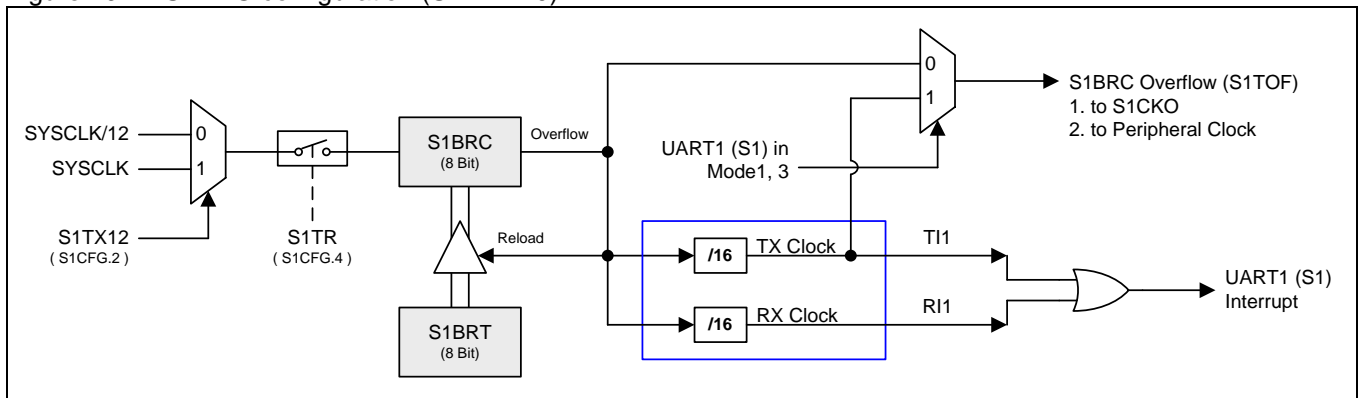 0
S1BRC Overflow (S1TOF)
1
1. to S1CKO
2. to Peripheral Clock
SYSCLK/12
0
SYSCLK
1
S1BRC
(8 Bit)
Overflow
UART1 (S1) in
Mode1, 3
S1TX12
( S1CFG.2 )
S1TR
( S1CFG.4 )
Reload
/16
TX Clock
TI1
/16
RX Clock
RI1
UART1 (S1)
Interrupt
S1BRT
(8 Bit)